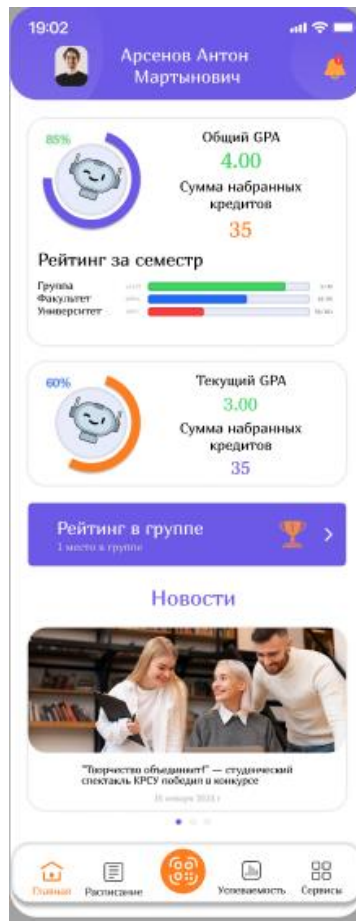 19:02
Арсенов Антон
Мартынович
85%
Общий GPA
4.00
Сумма набранных
кредитов
35
Рейтинг за семестр
Группа
Факультет
Университет
60%
Текущий GPA
3.00
Сумма набранных
кредитов
35
Рейтинг в группе
1 место в группе
Новости
"Творчество объединяет!" — студенческий
спектакль КРСУ победил в конкурсе
Главная
Расписание
Успеваемость
Сервисы